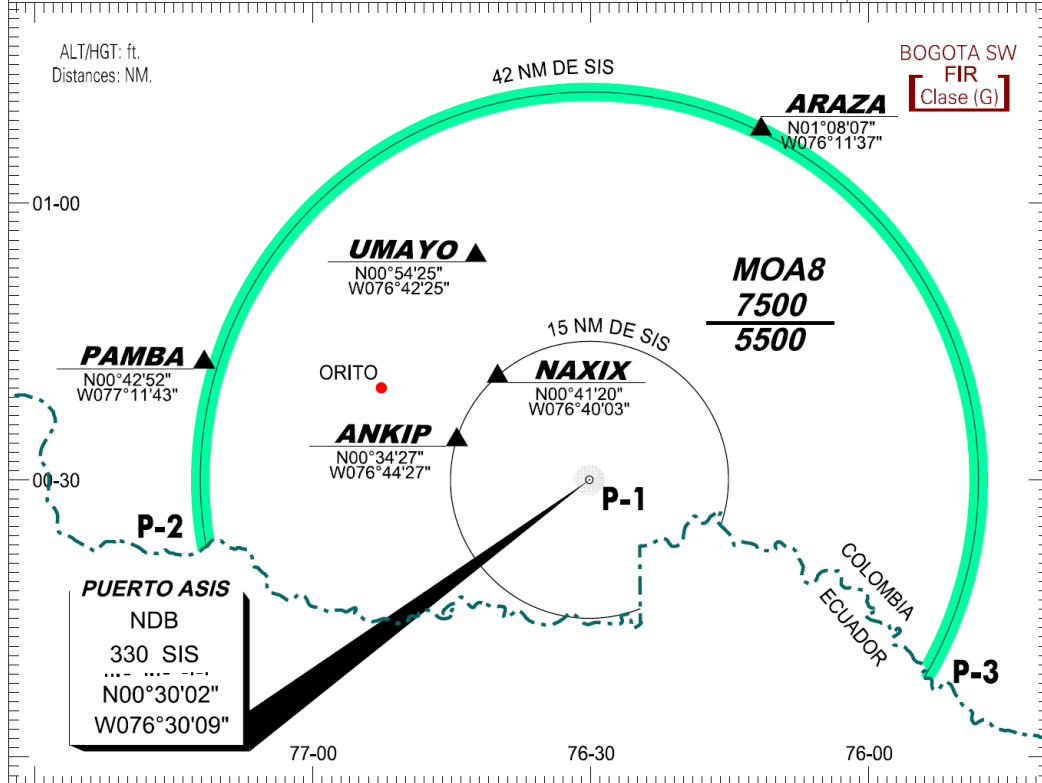 ALT/HGT: ft.
Distances: NM.
42 NM DE SIS
BOGOTA SW
FIR
Clase (G)
ARAZA
N01°08'07"
W076°11'37"
01-00
UMAYO
N00°54'25"
W076°42'25"
MOA8
7500
5500
15 NM DE SIS
PAMBA
N00°42'52"
W077°11'43"
ORITO
NAXIX
N00°41'20"
W076°40'03"
ANKIP
N00°34'27"
W076°44'27"
00-30
P-1
P-2
COLOMBIA
ECUADOR
PUERTO ASIS
NDB
330 SIS
N00°30'02"
W076°30'09"
P-3
77-00
76-30
76-00